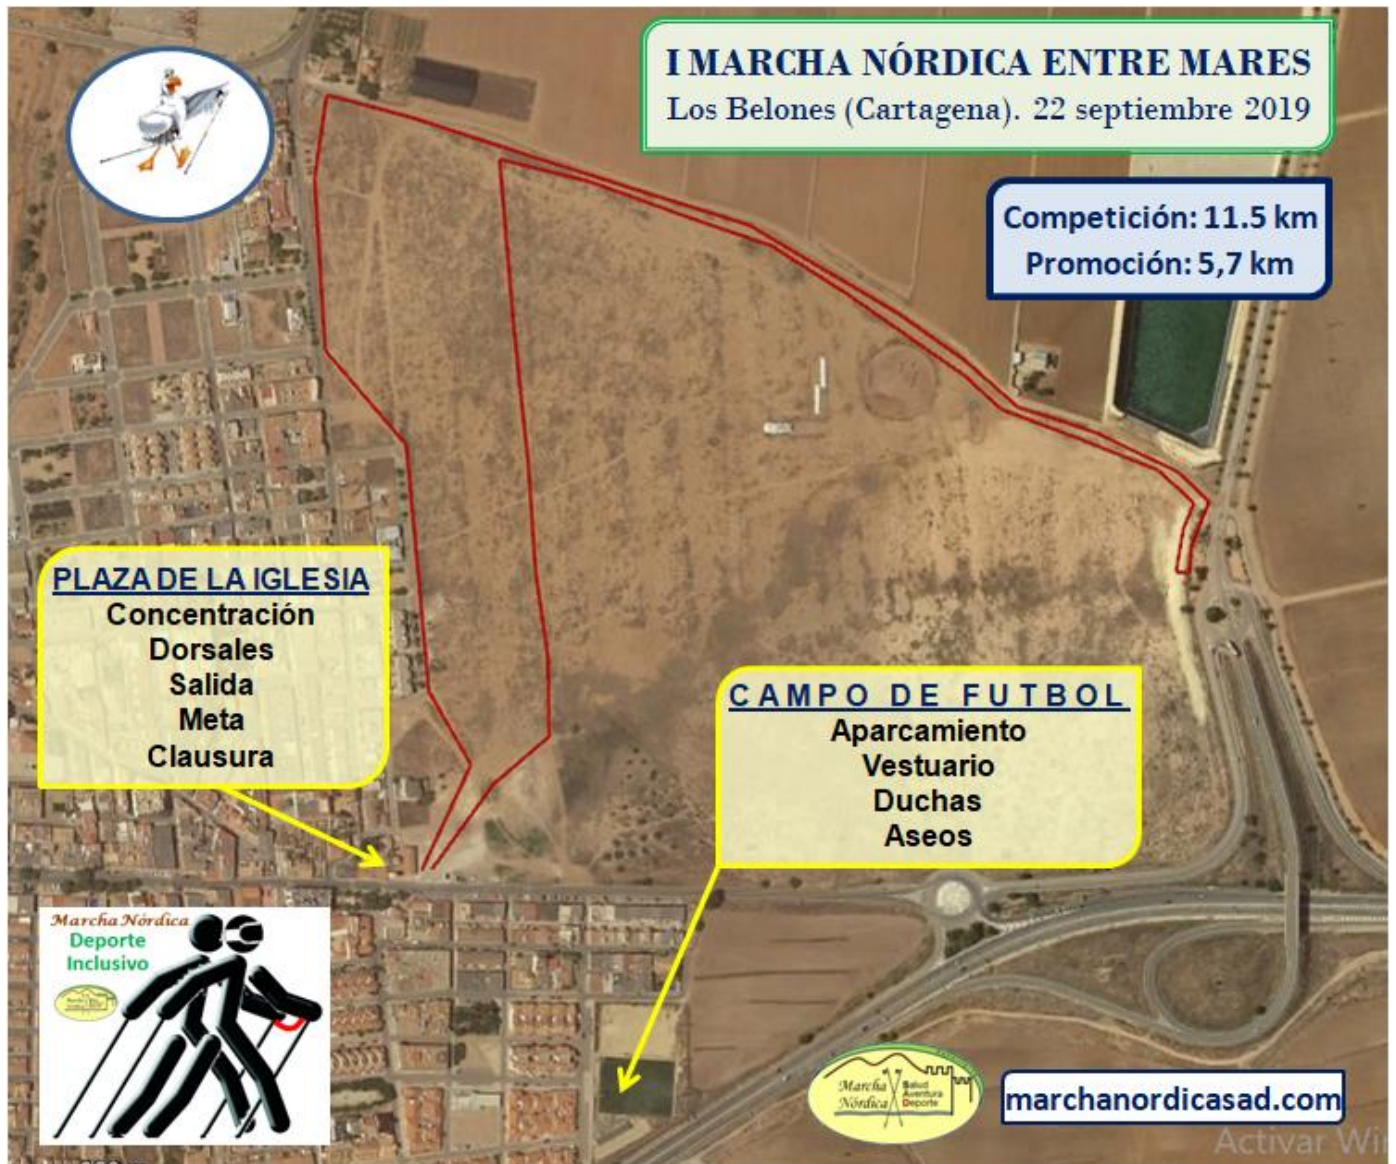 I MARCHA NÓRDICA ENTRE MARES
Los Belones (Cartagena). 22 septiembre 2019
Competición: 11.5 km
Promoción: 5,7 km
PLAZA DE LA IGLESIA
Concentración
Dorsales
Salida
Meta
Clausura
CAMPO DE FUTBOL
Aparcamiento
Vestuario
Duchas
Aseos
Marcha Nórdica
Deporte
Inclusivo
Marcha
Nórdica
Salud
Aventura
Deporte
marchanordicasad.com
Activar Wi